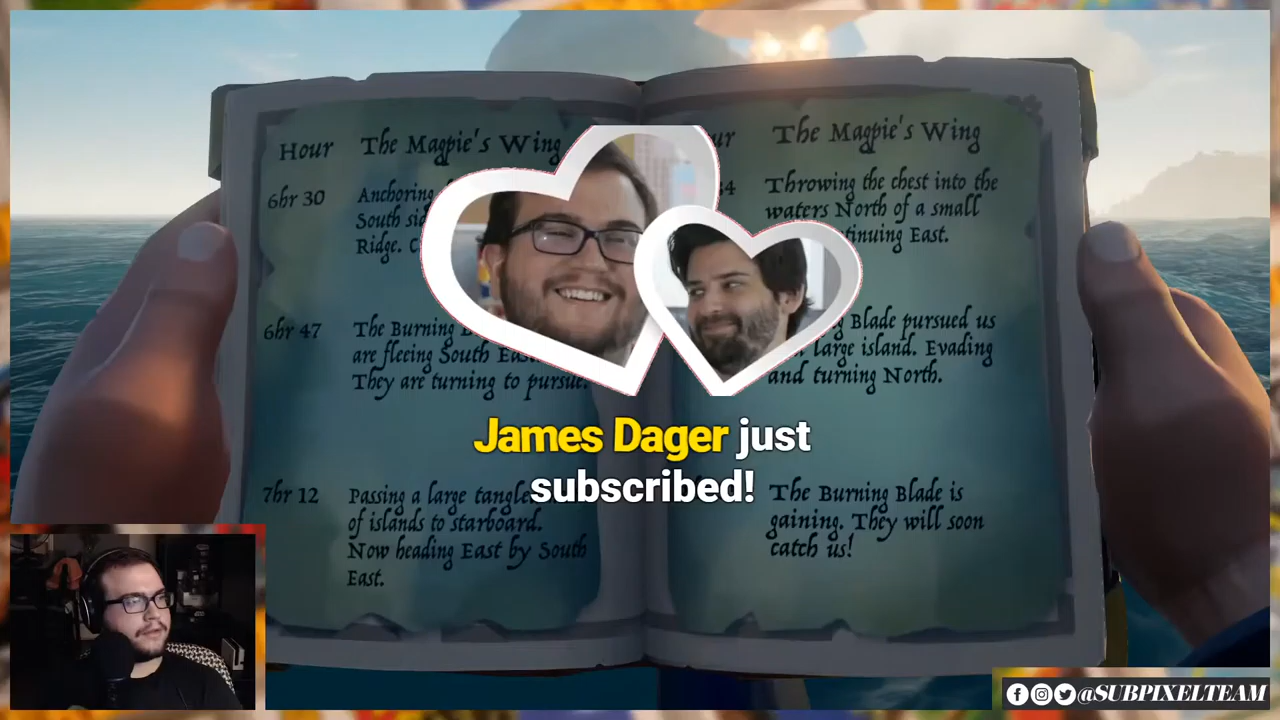 Hour The Magpie's Wing
6hr 30 Anchoring
South
Ridge.
6hr 47 The Burning
are fleeing South
They are turning to pursue.
7hr 12 Passing a large
of islands to starboard.
Now heading East by South
East.
The Magpie's Wing
Throwing the chest into the
waters North of a small
East.
Blade pursued us
large island. Evading
and turning North.
The Burning Blade is
gaining. They will soon
catch us!
James Dager just
subscribed!
@SUBPIXELTEAM